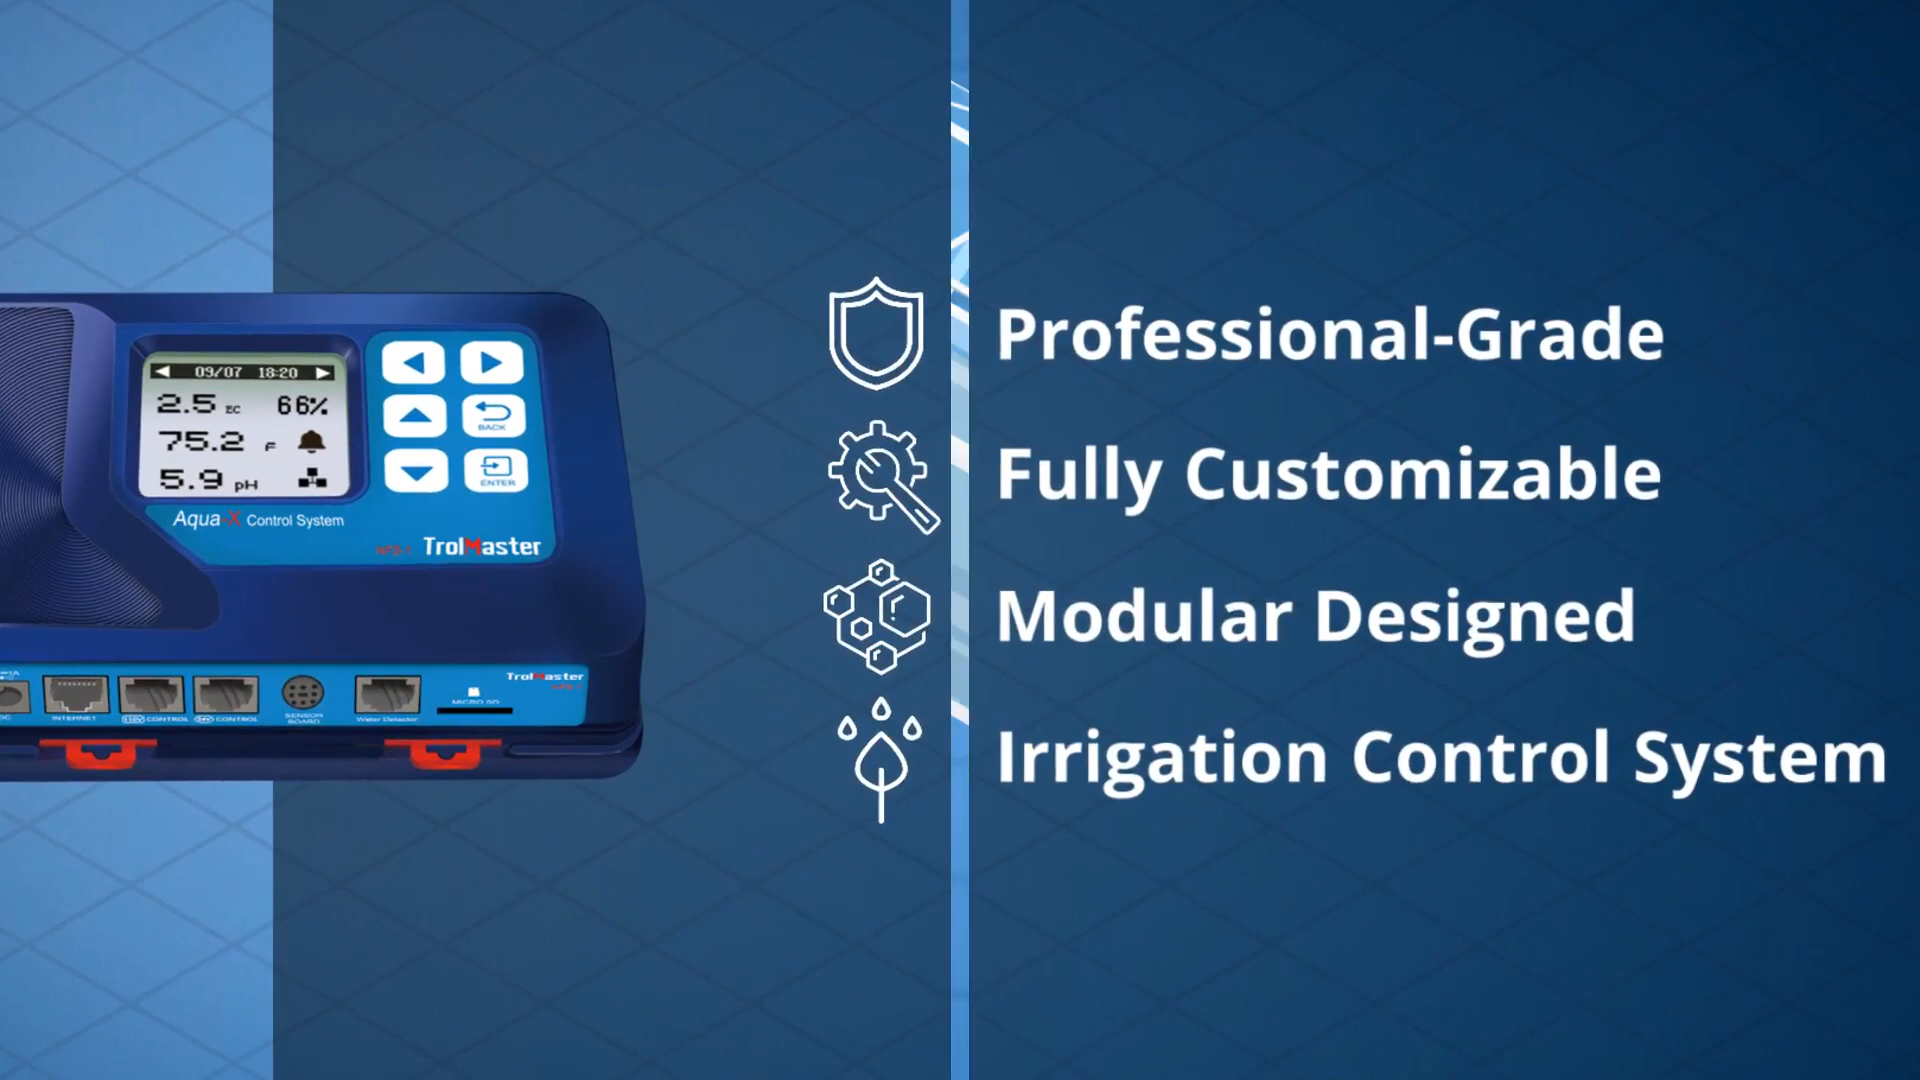 09/07 18:20
2.5 EC 66%
75.2 F
5.9 pH
BACK
ENTER
Aqua-X Control System
TrolMaster
TrolMaster
INTERNET
110V CONTROL
24V CONTROL
SENSOR
BOARD
Water Detector
MICRO SD
Professional-Grade
Fully Customizable
Modular Designed
Irrigation Control System